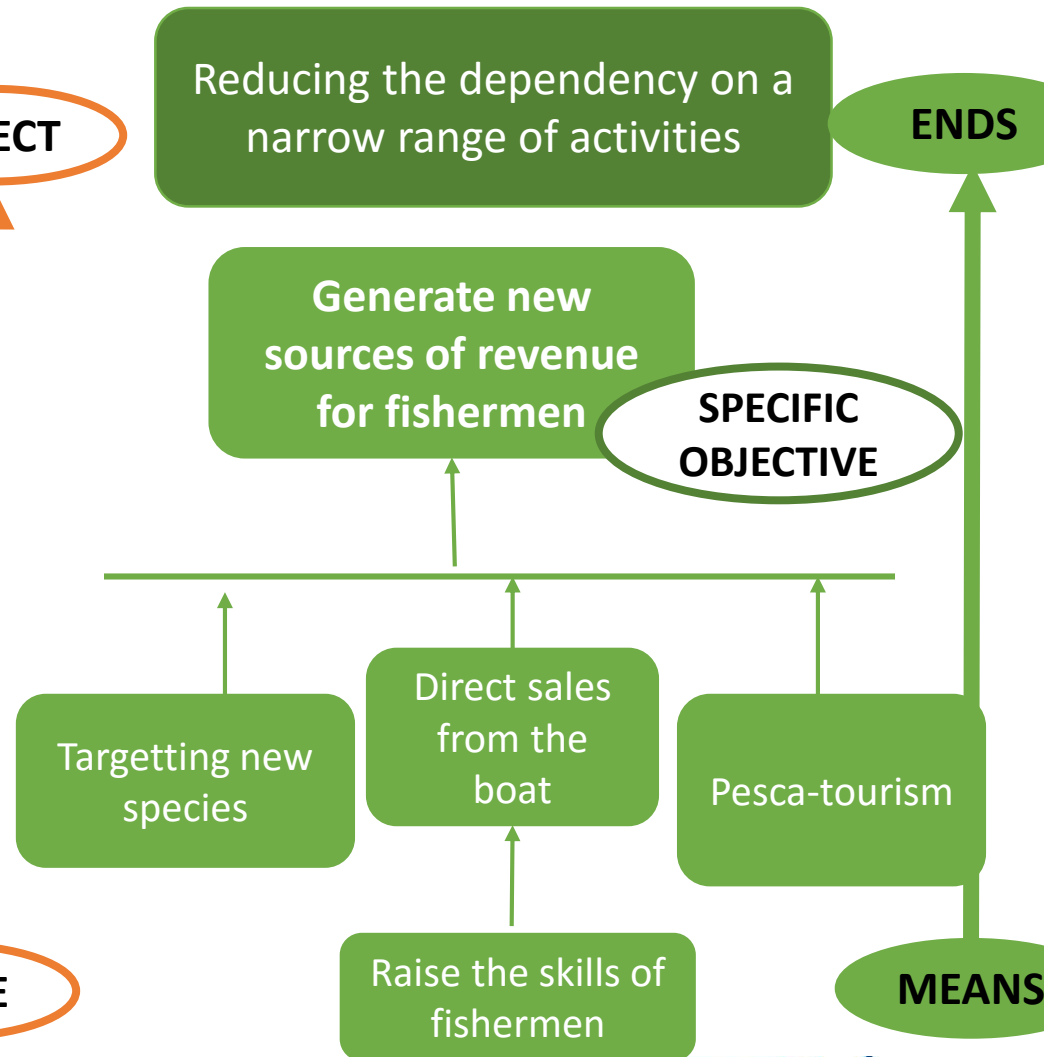 Reducing the dependency on a
narrow range of activities
ECT
ENDS
Generate new
sources of revenue
for fishermen
SPECIFIC
OBJECTIVE
Targetting new
species
Direct sales
from the
boat
Pesca-tourism
Raise the skills of
fishermen
E
MEANS